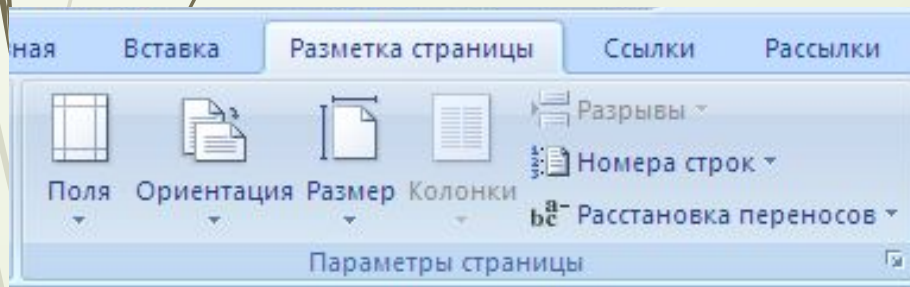 ная Вставка Разметка страницы Ссылки Рассылки
Разрывы
Номера строк
Поля Ориентация Размер Колонки
Расстановка переносов
Параметры страницы